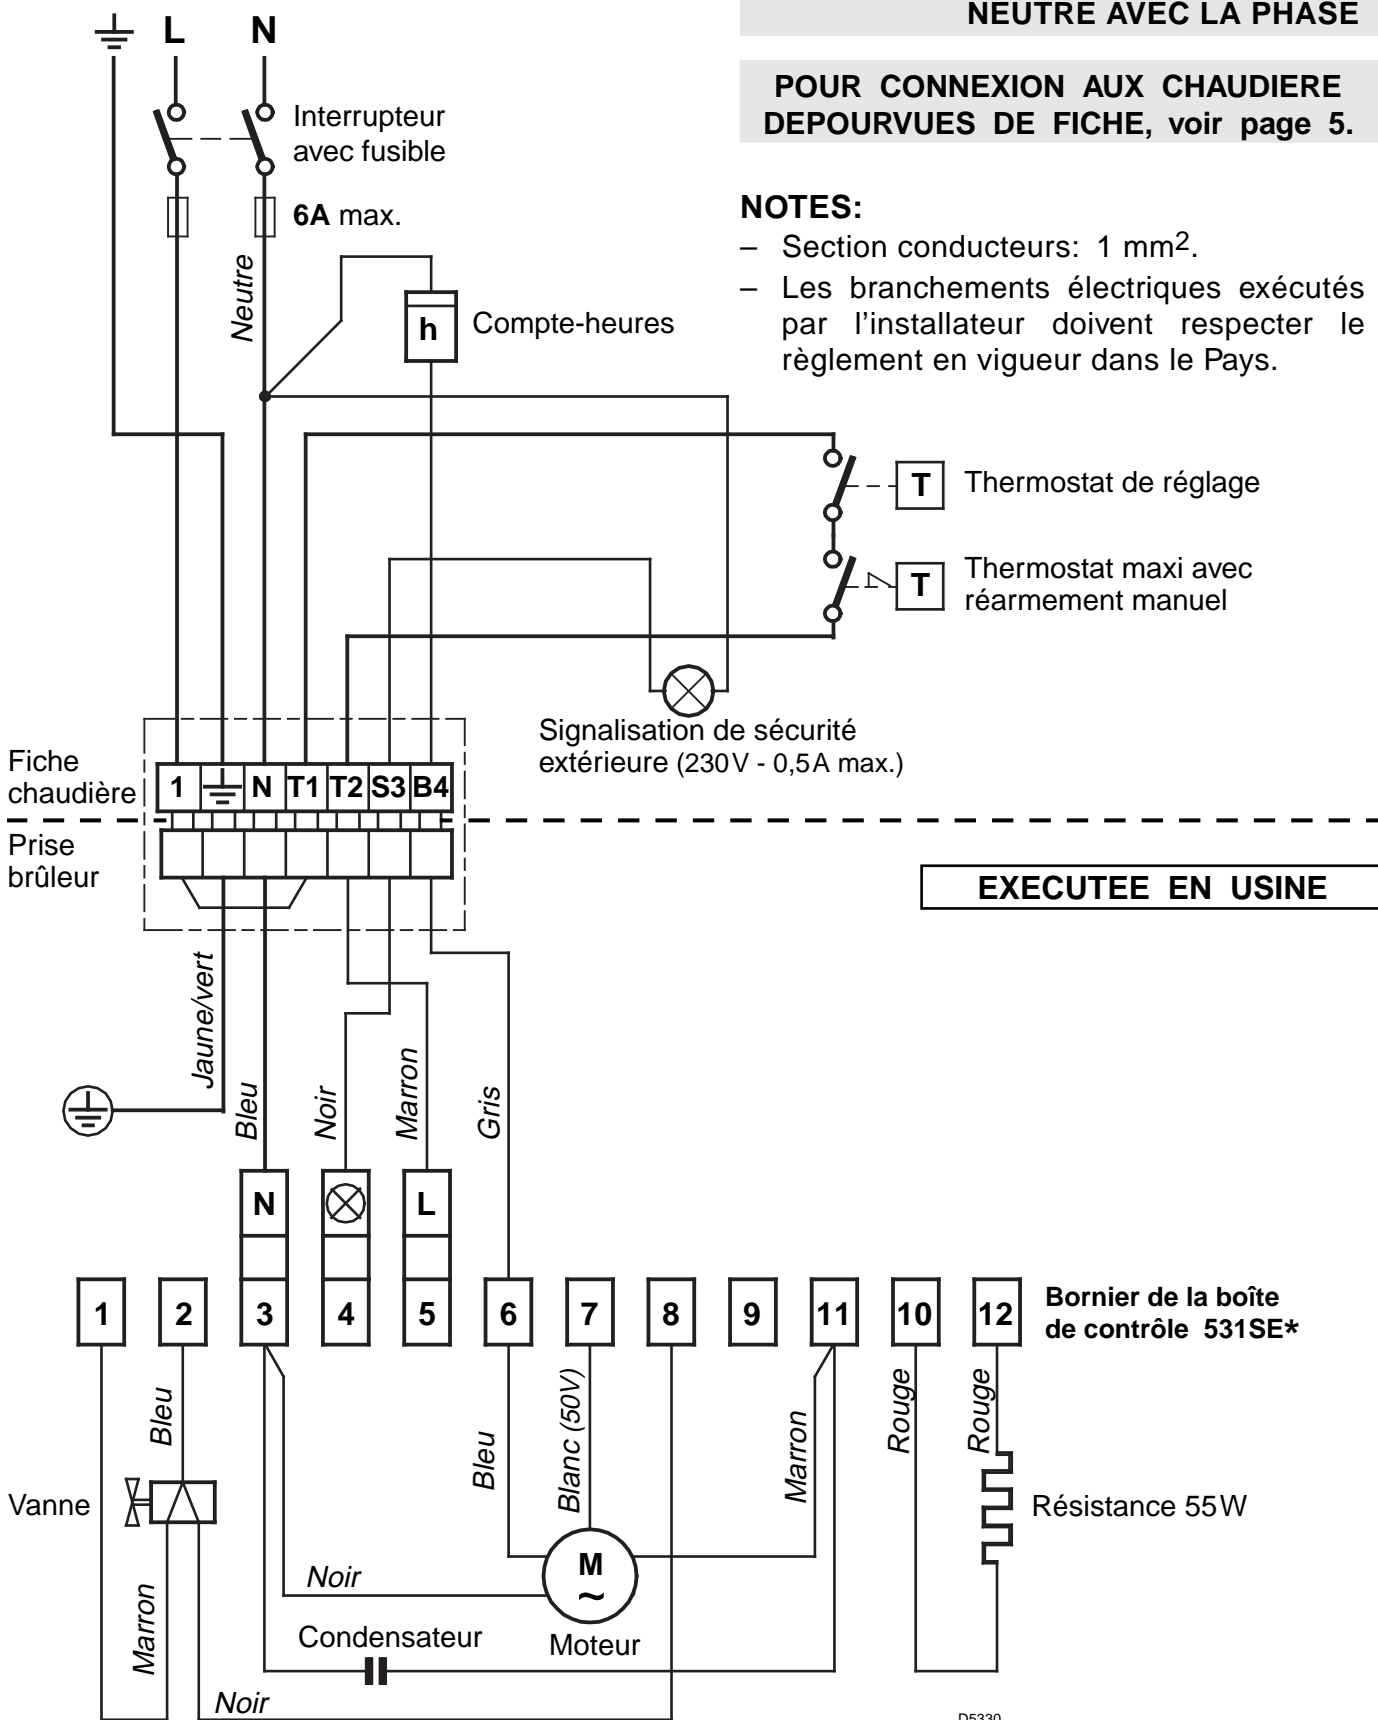 NEUTRE AVEC LA PHASE
POUR CONNEXION AUX CHAUDIERE
DEPOURVUES DE FICHE, voir page 5.
L N
Interrupteur
avec fusible
6A max.
Neutre
h
Compte-heures
NOTES:
– Section conducteurs: 1 mm2.
– Les branchements électriques exécutés
par l'installateur doivent respecter le
règlement en vigueur dans le Pays.
T
Thermostat de réglage
T
Thermostat maxi avec
réarmement manuel
Signalisation de sécurité
extérieure (230V - 0,5A max.)
Fiche
chaudière
1 N T1 T2 S3 B4
Prise
brûleur
EXECUTEE EN USINE
Jaune/vert
Bleu
Noir
Marron
Gris
N L
1 2 3 4 5 6 7 8 9 11 10 12
Bornier de la boîte
de contrôle 531SE*
Bleu
Bleu
Blanc (50V)
Marron
Rouge
Rouge
Vanne
Résistance 55W
M
~
Noir
Marron
Condensateur
Moteur
Noir
D5330